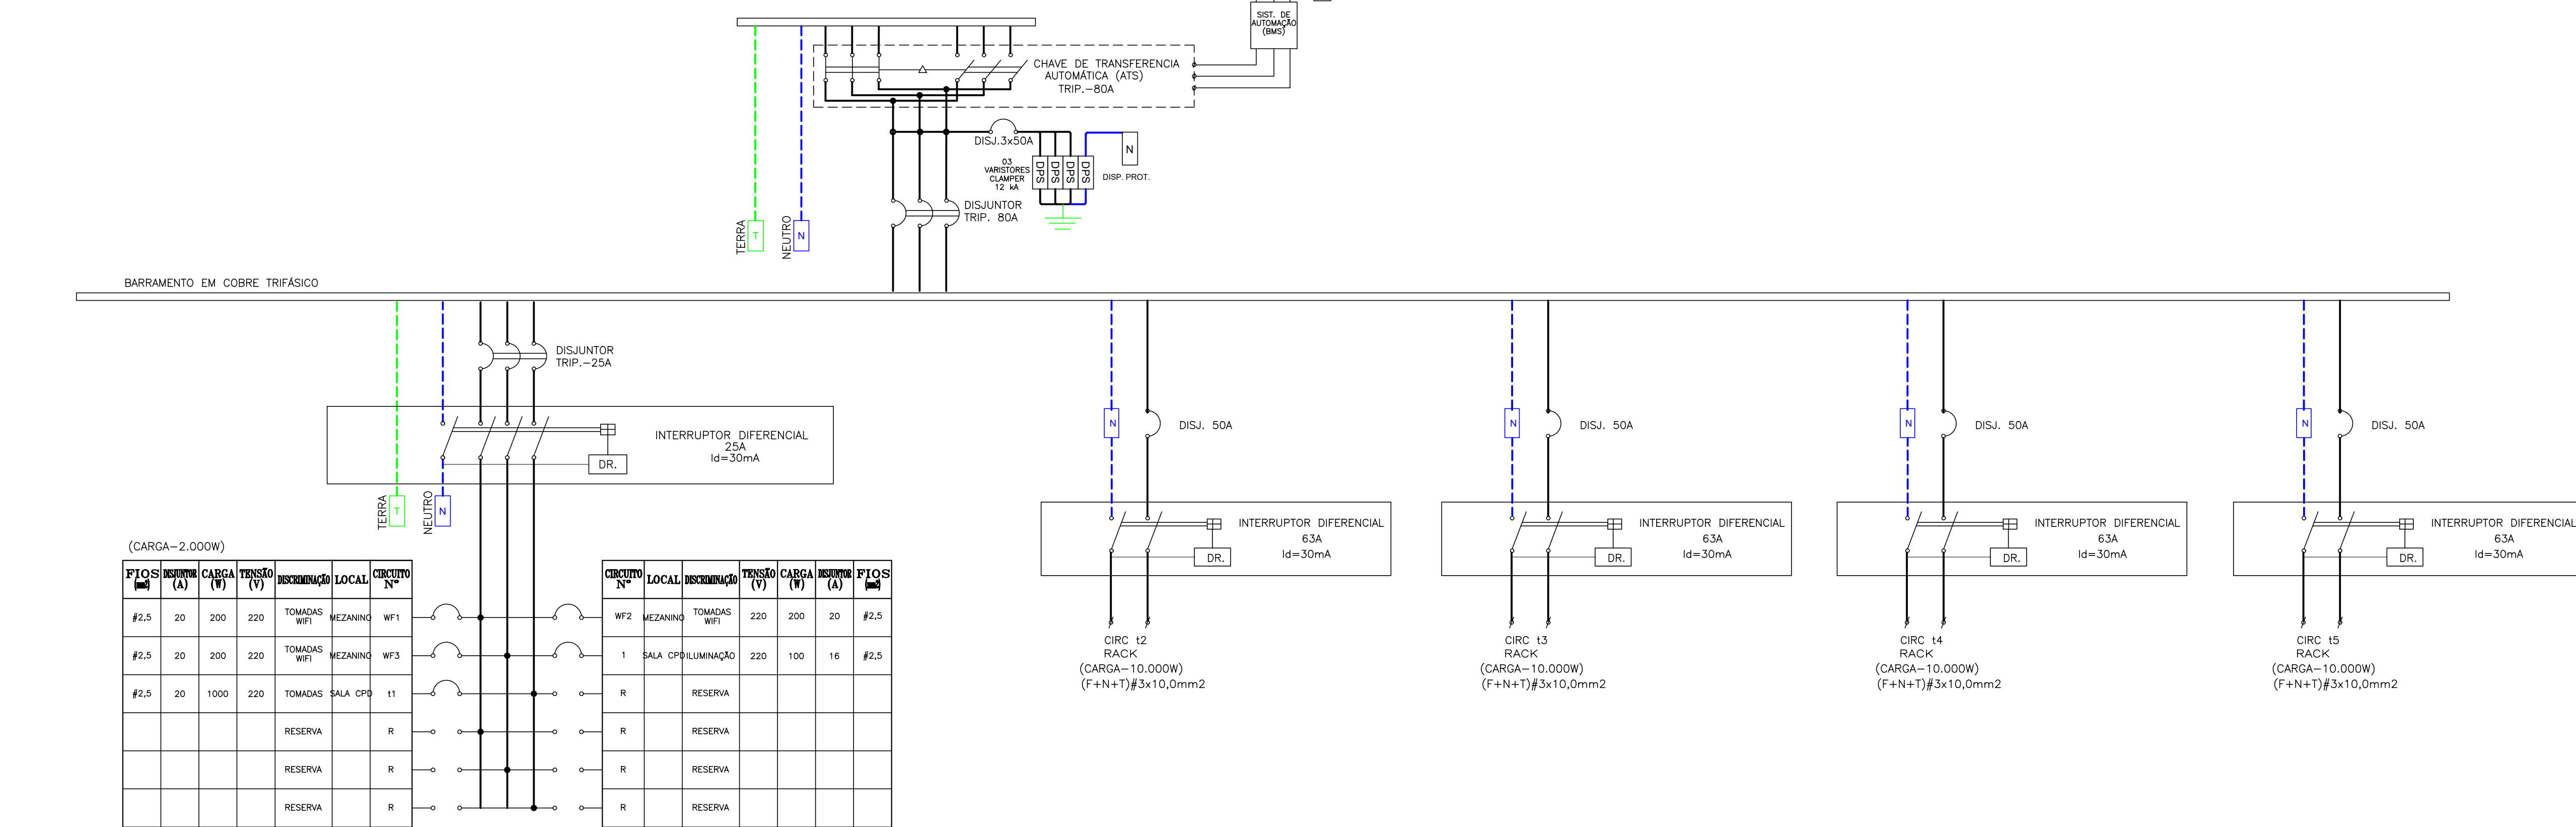 SIST. DE
AUTOMAÇÃO
(BMS)
CHAVE DE TRANSFERENCIA
AUTOMÁTICA (ATS)
TRIP.-80A
DISJ.3x50A
03
VARISTORES
CLAMPER
12 kA
DPS DPS DPS DPS
N
DISP. PROT.
DISJUNTOR
TRIP. 80A
TERRA
T
NEUTRO
N
BARRAMENTO EM COBRE TRIFÁSICO
DISJUNTOR
TRIP.-25A
INTERRUPTOR DIFERENCIAL
25A
Id=30mA
DR.
TERRA
T
NEUTRO
N
(CARGA-2.000W)
FIOS (mm2) DISJUNTOR (A) CARGA (W) TENSÃO (V) DISCRIMINAÇÃO LOCAL CIRCUITO Nº
#2,5 20 200 220 TOMADAS WIFI MEZANINO WF1
#2,5 20 200 220 TOMADAS WIFI MEZANINO WF3
#2,5 20 1000 220 TOMADAS SALA CPD t1
RESERVA R
RESERVA R
RESERVA R
CIRCUITO Nº LOCAL DISCRIMINAÇÃO TENSÃO (V) CARGA (W) DISJUNTOR (A) FIOS (mm2)
WF2 MEZANINO TOMADAS WIFI 220 200 20 #2,5
1 SALA CPD ILUMINAÇÃO 220 100 16 #2,5
R RESERVA
R RESERVA
R RESERVA
R RESERVA
N
DISJ. 50A
INTERRUPTOR DIFERENCIAL
63A
Id=30mA
DR.
CIRC t2
RACK
(CARGA-10.000W)
(F+N+T)#3x10,0mm2
N
DISJ. 50A
INTERRUPTOR DIFERENCIAL
63A
Id=30mA
DR.
CIRC t3
RACK
(CARGA-10.000W)
(F+N+T)#3x10,0mm2
N
DISJ. 50A
INTERRUPTOR DIFERENCIAL
63A
Id=30mA
DR.
CIRC t4
RACK
(CARGA-10.000W)
(F+N+T)#3x10,0mm2
N
DISJ. 50A
INTERRUPTOR DIFERENCIAL
63A
Id=30mA
DR.
CIRC t5
RACK
(CARGA-10.000W)
(F+N+T)#3x10,0mm2